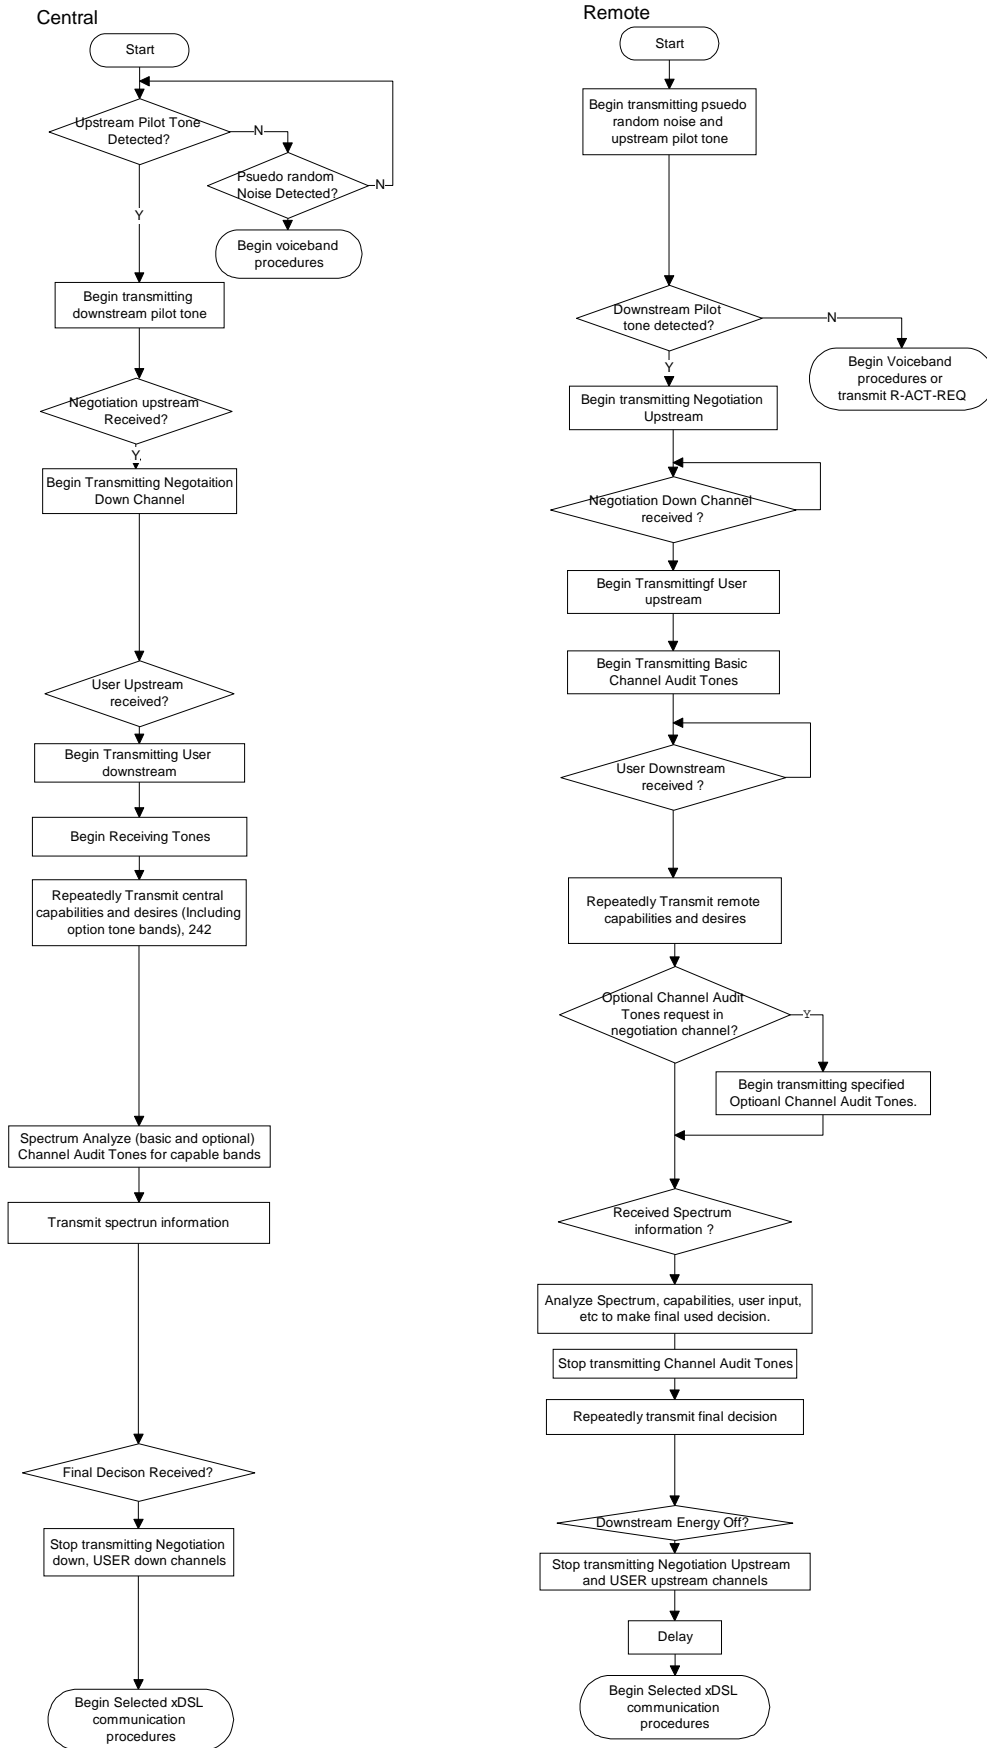 Central
Start
Upstream Pilot Tone
Detected?
N
Psuedo random
Noise Detected?
N
Y
Begin voiceband
procedures
Begin transmitting
downstream pilot tone
Negotiation upstream
Received?
Y
Begin Transmitting Negotaition
Down Channel
User Upstream
received?
Begin Transmitting User
downstream
Begin Receiving Tones
Repeatedly Transmit central
capabilities and desires (Including
option tone bands), 242
Spectrum Analyze (basic and optional)
Channel Audit Tones for capable bands
Transmit spectrun information
Final Decison Received?
Stop transmitting Negotiation
down, USER down channels
Begin Selected xDSL
communication
procedures
Remote
Start
Begin transmitting psuedo
random noise and
upstream pilot tone
Downstream Pilot
tone detected?
N
Begin Voiceband
procedures or
transmit R-ACT-REQ
Y
Begin transmitting Negotiation
Upstream
Negotiation Down Channel
received ?
Begin Transmittingf User
upstream
Begin Transmitting Basic
Channel Audit Tones
User Downstream
received ?
Repeatedly Transmit remote
capabilities and desires
Optional Channel Audit
Tones request in
negotiation channel?
Y
Begin transmitting specified
Optioanl Channel Audit Tones.
Received Spectrum
information ?
Analyze Spectrum, capabilities, user input,
etc to make final used decision.
Stop transmitting Channel Audit Tones
Repeatedly transmit final decision
Downstream Energy Off?
Stop transmitting Negotiation Upstream
and USER upstream channels
Delay
Begin Selected xDSL
communication
procedures